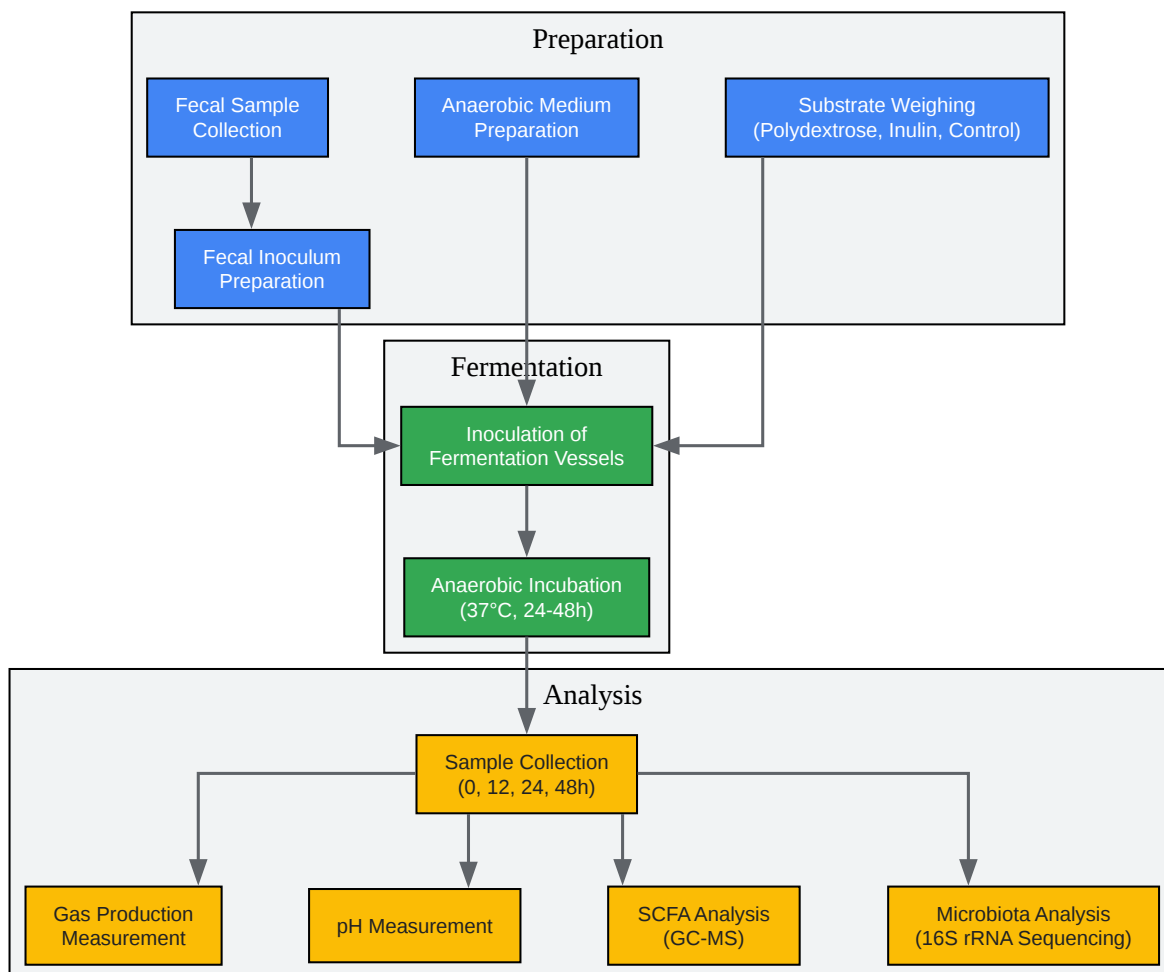 Preparation
Fecal Sample
Collection
Anaerobic Medium
Preparation
Substrate Weighing
(Polydextrose, Inulin, Control)
Fecal Inoculum
Preparation
Fermentation
Inoculation of
Fermentation Vessels
Anaerobic Incubation
(37°C, 24-48h)
Analysis
Sample Collection
(0, 12, 24, 48h)
Gas Production
Measurement
pH Measurement
SCFA Analysis
(GC-MS)
Microbiota Analysis
(16S rRNA Sequencing)